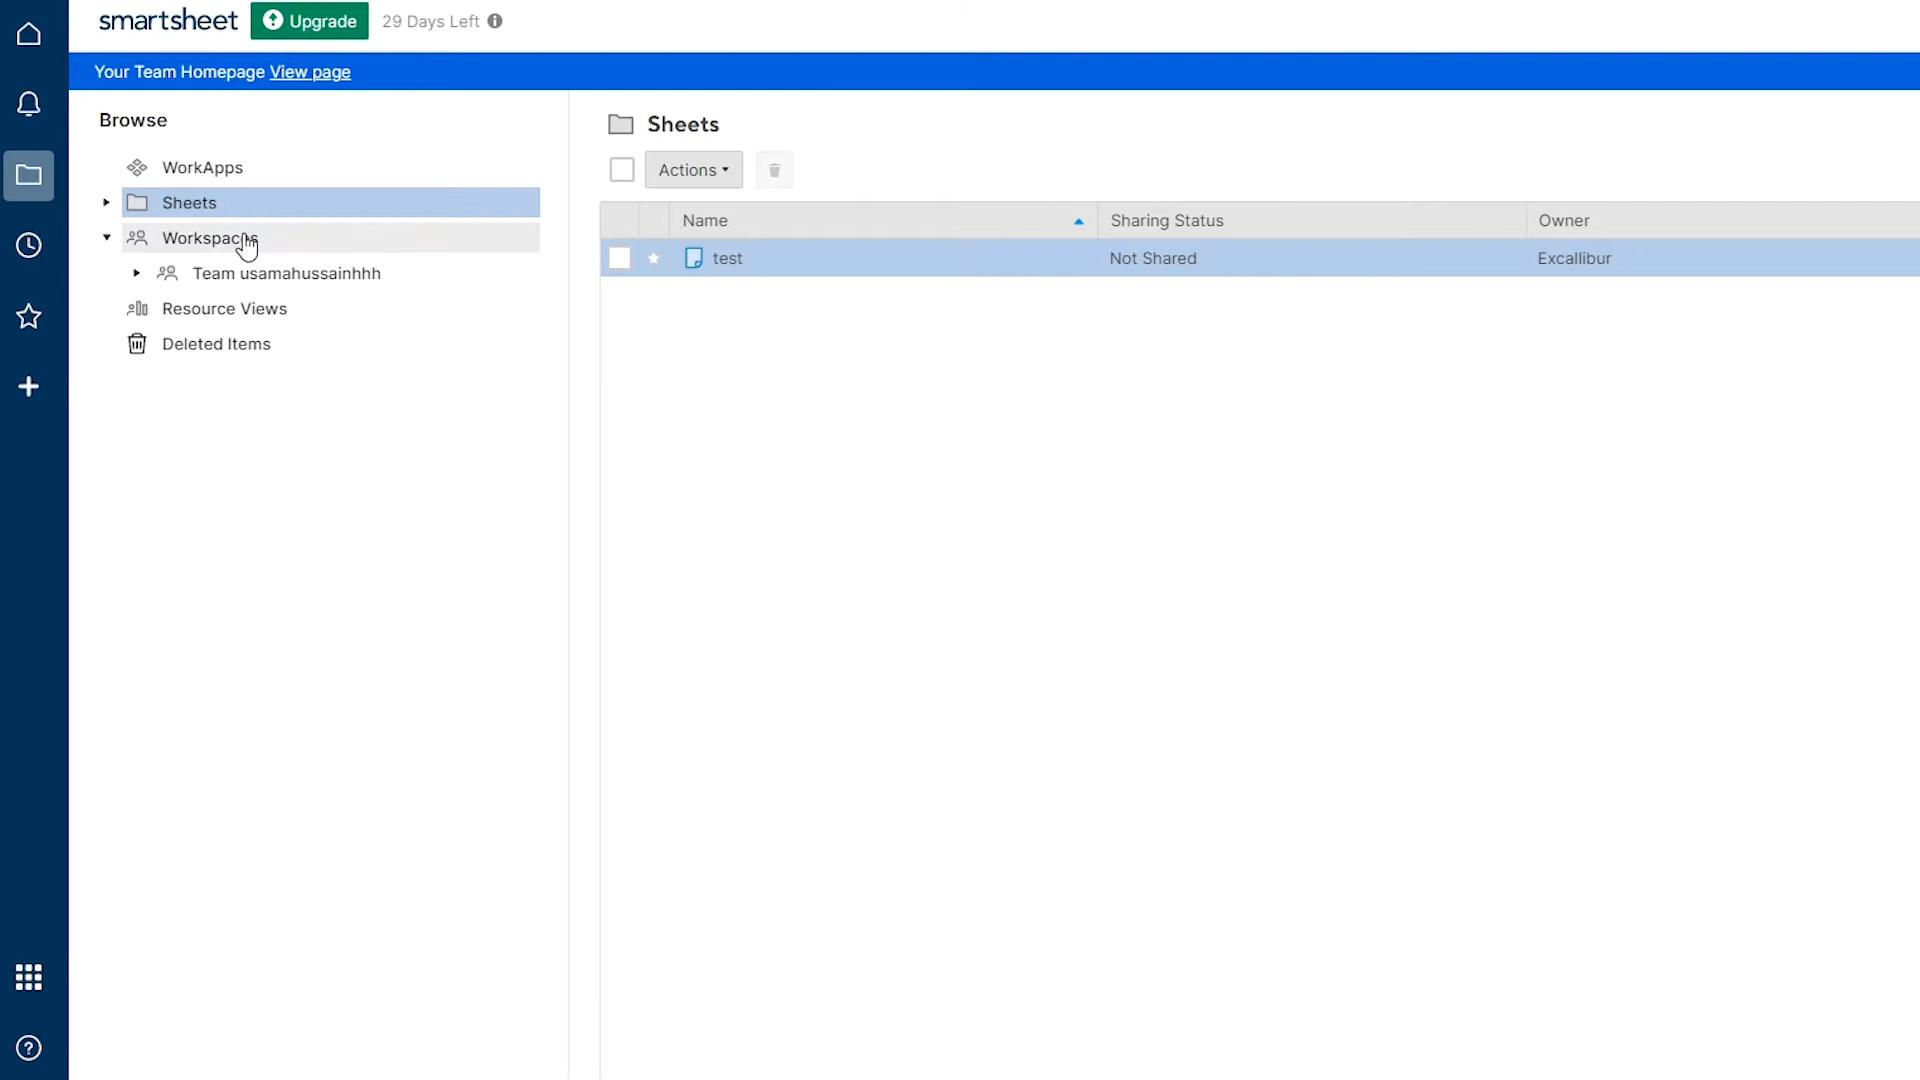 smartsheet Upgrade 29 Days Left
Your Team Homepage View page
Browse
WorkApps
Sheets
Workspaces
Team usamahussainhhh
Resource Views
Deleted Items
Sheets
Actions
Name Sharing Status Owner
test Not Shared Excallibur